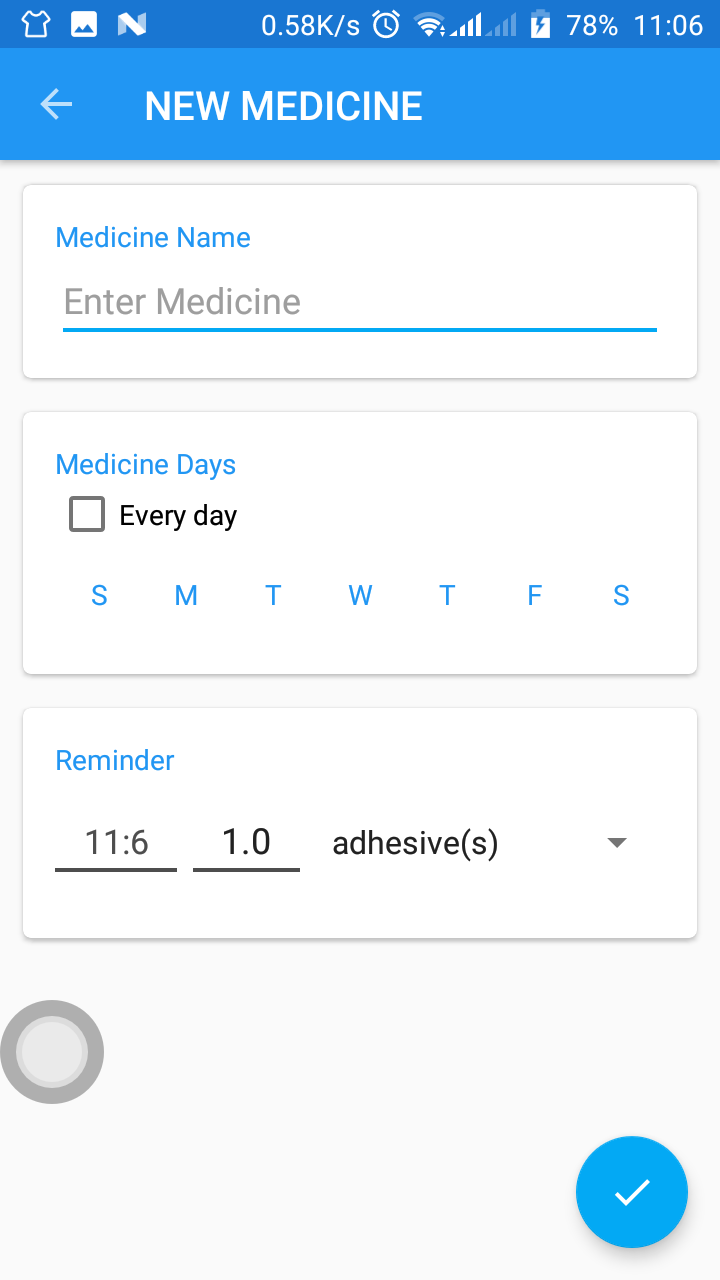 0.58K/s 78% 11:06
NEW MEDICINE
Medicine Name
Enter Medicine
Medicine Days
Every day
S M T W T F S
Reminder
11:6 1.0 adhesive(s)